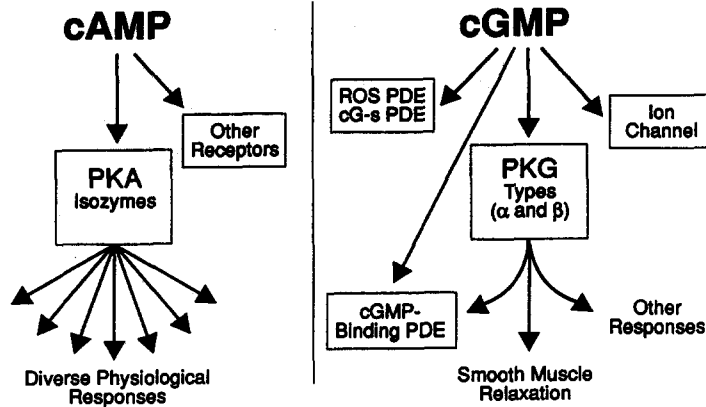 cAMP
Other
Receptors
PKA
Isozymes
Diverse Physiological
Responses
cGMP
ROS PDE
cG-s PDE
Ion
Channel
PKG
Types
(α and β)
cGMP-
Binding PDE
Other
Responses
Smooth Muscle
Relaxation